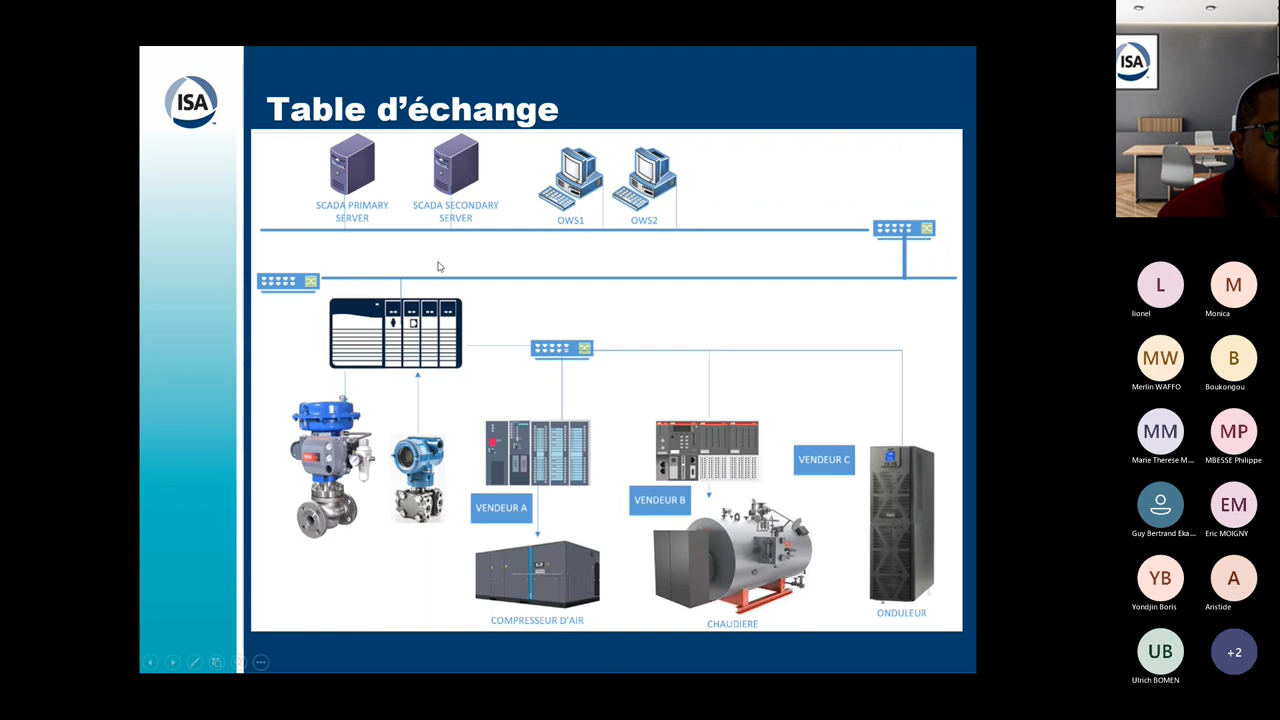 ISA
Table d'échange
SCADA PRIMARY
SERVER
SCADA SECONDARY
SERVER
OWS1
OWS2
VENDEUR A
VENDEUR B
VENDEUR C
COMPRESSEUR D'AIR
CHAUDIERE
ONDULEUR
ISA
L
lionel
M
Monica
MW
Merlin WAFFO
B
Boukongou
MM
Marie Therese M...
MP
MBESSE Philippe
Guy Bertrand Eka...
EM
Eric MOIGNY
YB
Yondjin Boris
A
Aristide
UB
Ulrich BOMEN
+2